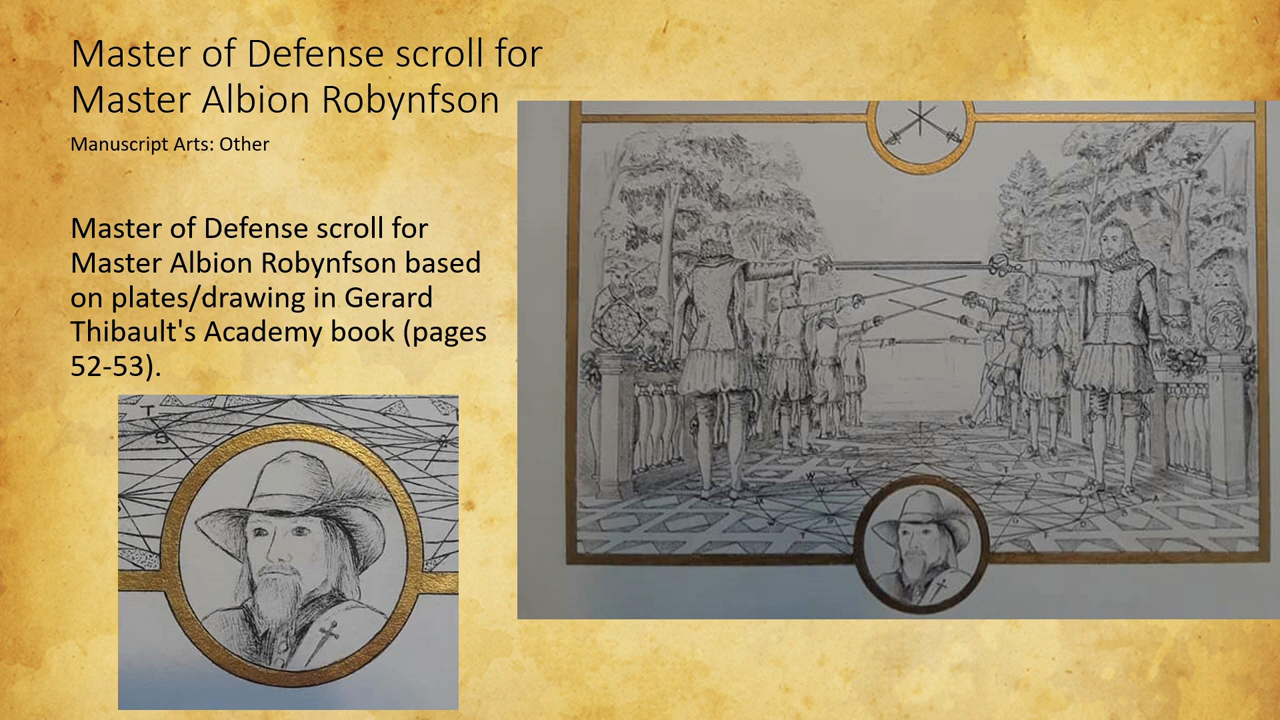 Master of Defense scroll for
Master Albion Robynfson
Manuscript Arts: Other
Master of Defense scroll for
Master Albion Robynfson based
on plates/drawing in Gerard
Thibault's Academy book (pages
52-53).
T
S